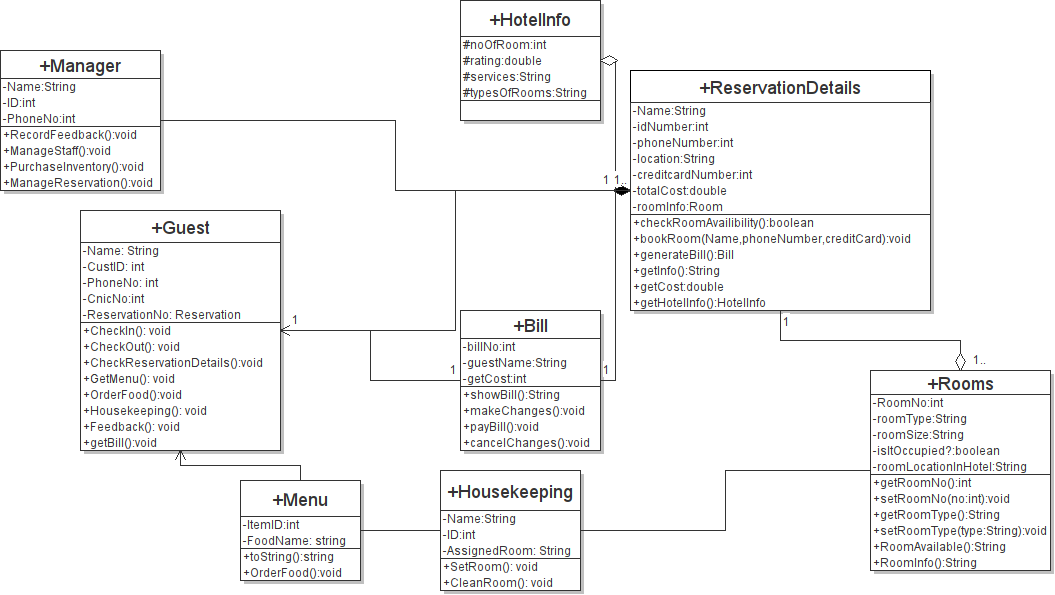 +HotelInfo
#noOfRoom:int
#rating:double
#services:String
#typesOfRooms:String
+Manager
-Name:String
-ID:int
-PhoneNo:int
+RecordFeedback():void
+ManageStaff():void
+PurchaseInventory():void
+ManageReservation():void
+ReservationDetails
-Name:String
-idNumber:int
-phoneNumber:int
-location:String
-creditcardNumber:int
-totalCost:double
-roomInfo:Room
+checkRoomAvailibility():boolean
+bookRoom(Name,phoneNumber,creditCard):void
+generateBill():Bill
+getInfo():String
+getCost:double
+getHotelInfo():HotelInfo
1 1..
+Guest
-Name: String
-CustID: int
-PhoneNo: int
-CnicNo:int
-ReservationNo: Reservation
+CheckIn(): void
+CheckOut(): void
+CheckReservationDetails():void
+GetMenu(): void
+OrderFood():void
+Housekeeping(): void
+Feedback(): void
+getBill():void
1
+Bill
-billNo:int
-guestName:String
-getCost:int
+showBill():String
+makeChanges():void
+payBill():void
+cancelChanges():void
1
1
1
1..
+Rooms
-RoomNo:int
-roomType:String
-roomSize:String
-isItOccupied?:boolean
-roomLocationInHotel:String
+getRoomNo():int
+setRoomNo(no:int):void
+getRoomType():String
+setRoomType(type:String):void
+RoomAvailable():String
+RoomInfo():String
+Menu
-ItemID:int
-FoodName: string
+toString():string
+OrderFood():void
+Housekeeping
-Name:String
-ID:int
-AssignedRoom: String
+SetRoom(): void
+CleanRoom(): void